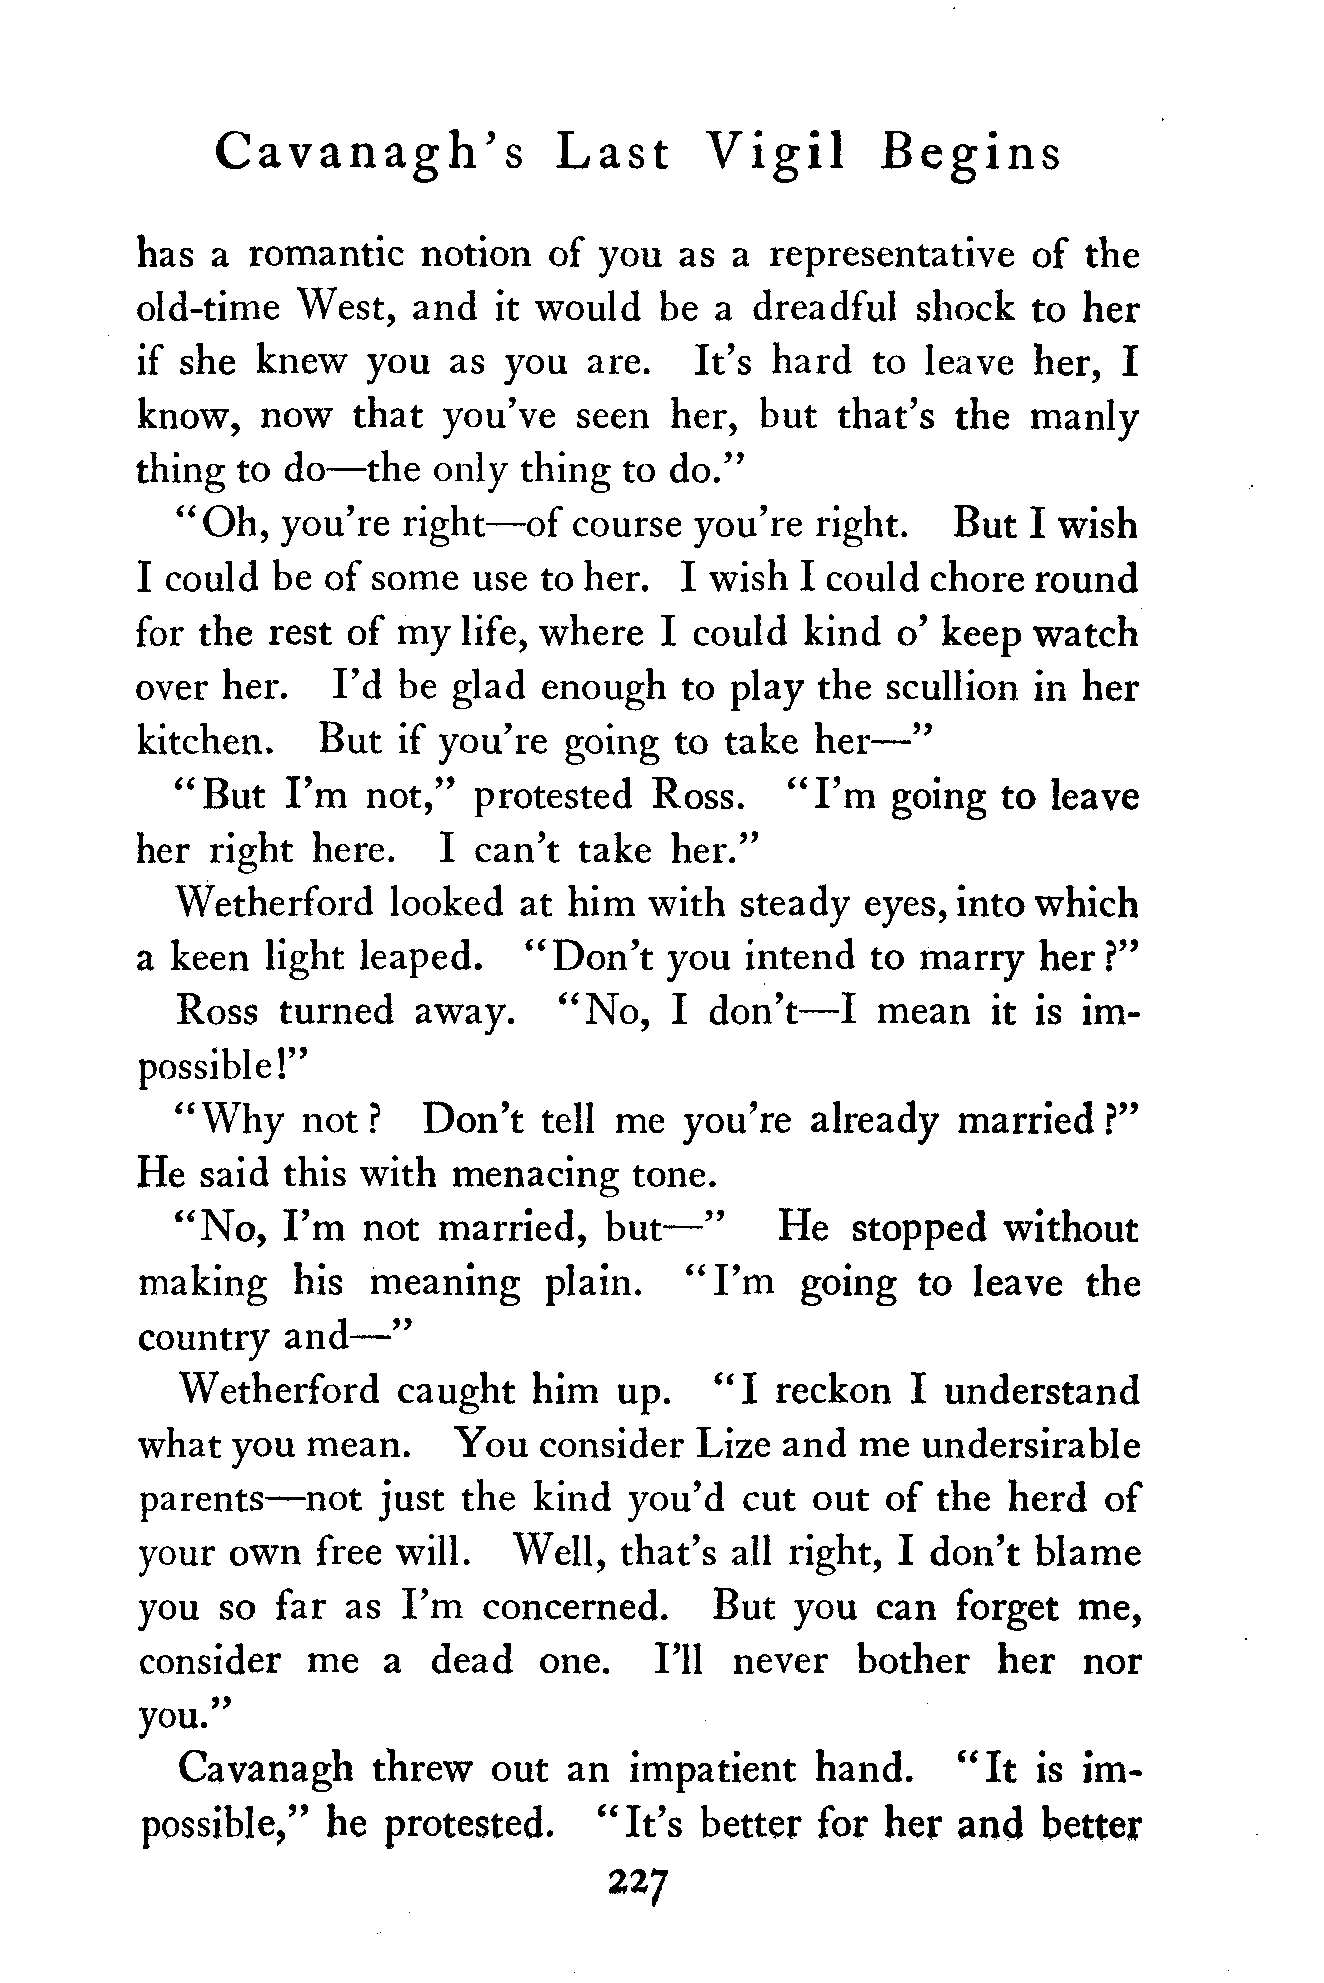 Cavanagh's Last Vigil Begins
has a romantic notion of you as a representative of the
old-time West, and it would be a dreadful shock to her
if she knew you as you are. It's hard to leave her, I
know, now that you've seen her, but that's the manly
thing to do—the only thing to do."
"Oh, you're right—of course you're right. But I wish
I could be of some use to her. I wish I could chore round
for the rest of my life, where I could kind o' keep watch
over her. I'd be glad enough to play the scullion in her
kitchen. But if you're going to take her—"
"But I'm not," protested Ross. "I'm going to leave
her right here. I can't take her."
Wetherford looked at him with steady eyes, into which
a keen light leaped. "Don't you intend to marry her?"
Ross turned away. "No, I don't—I mean it is im-
possible!"
"Why not? Don't tell me you're already married?"
He said this with menacing tone.
"No, I'm not married, but—" He stopped without
making his meaning plain. "I'm going to leave the
country and—"
Wetherford caught him up. "I reckon I understand
what you mean. You consider Lize and me undersirable
parents—not just the kind you'd cut out of the herd of
your own free will. Well, that's all right, I don't blame
you so far as I'm concerned. But you can forget me,
consider me a dead one. I'll never bother her nor
you."
Cavanagh threw out an impatient hand. "It is im-
possible," he protested. "It's better for her and better
227